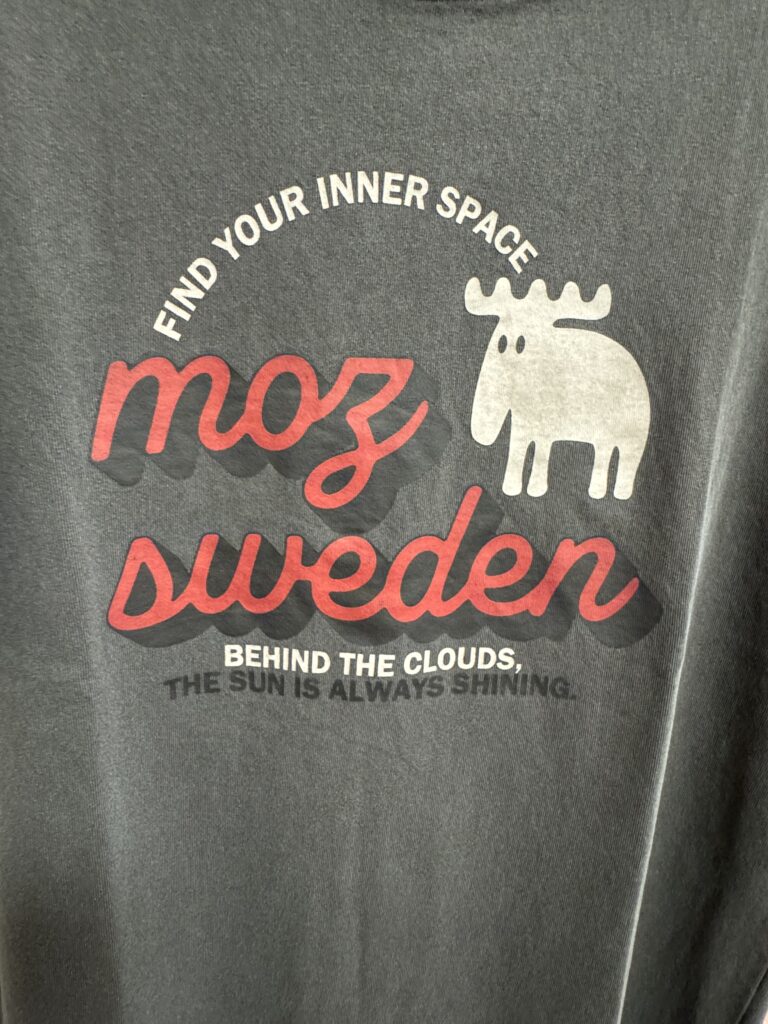 FIND YOUR INNER SPACE
moz
sweden
BEHIND THE CLOUDS,
THE SUN IS ALWAYS SHINING.